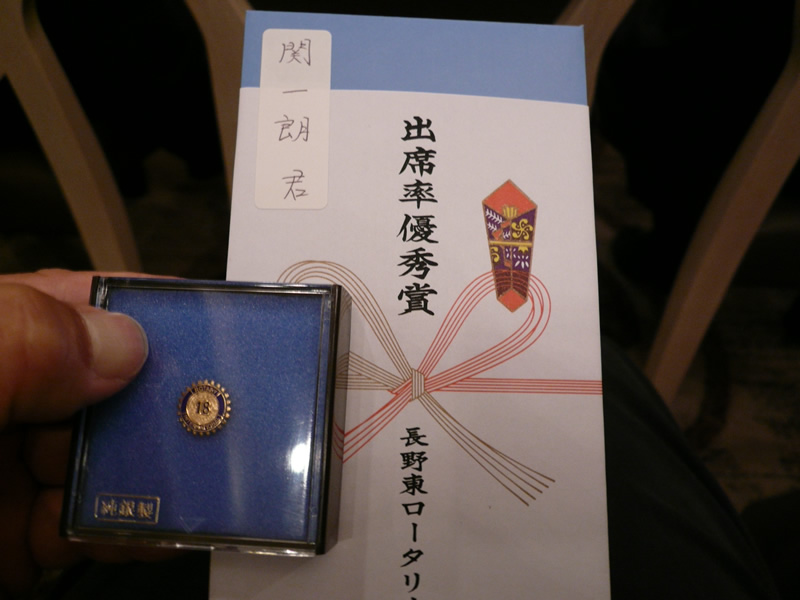 関一朗君
出席率優秀賞
長野東ロータリ
18
純銀製